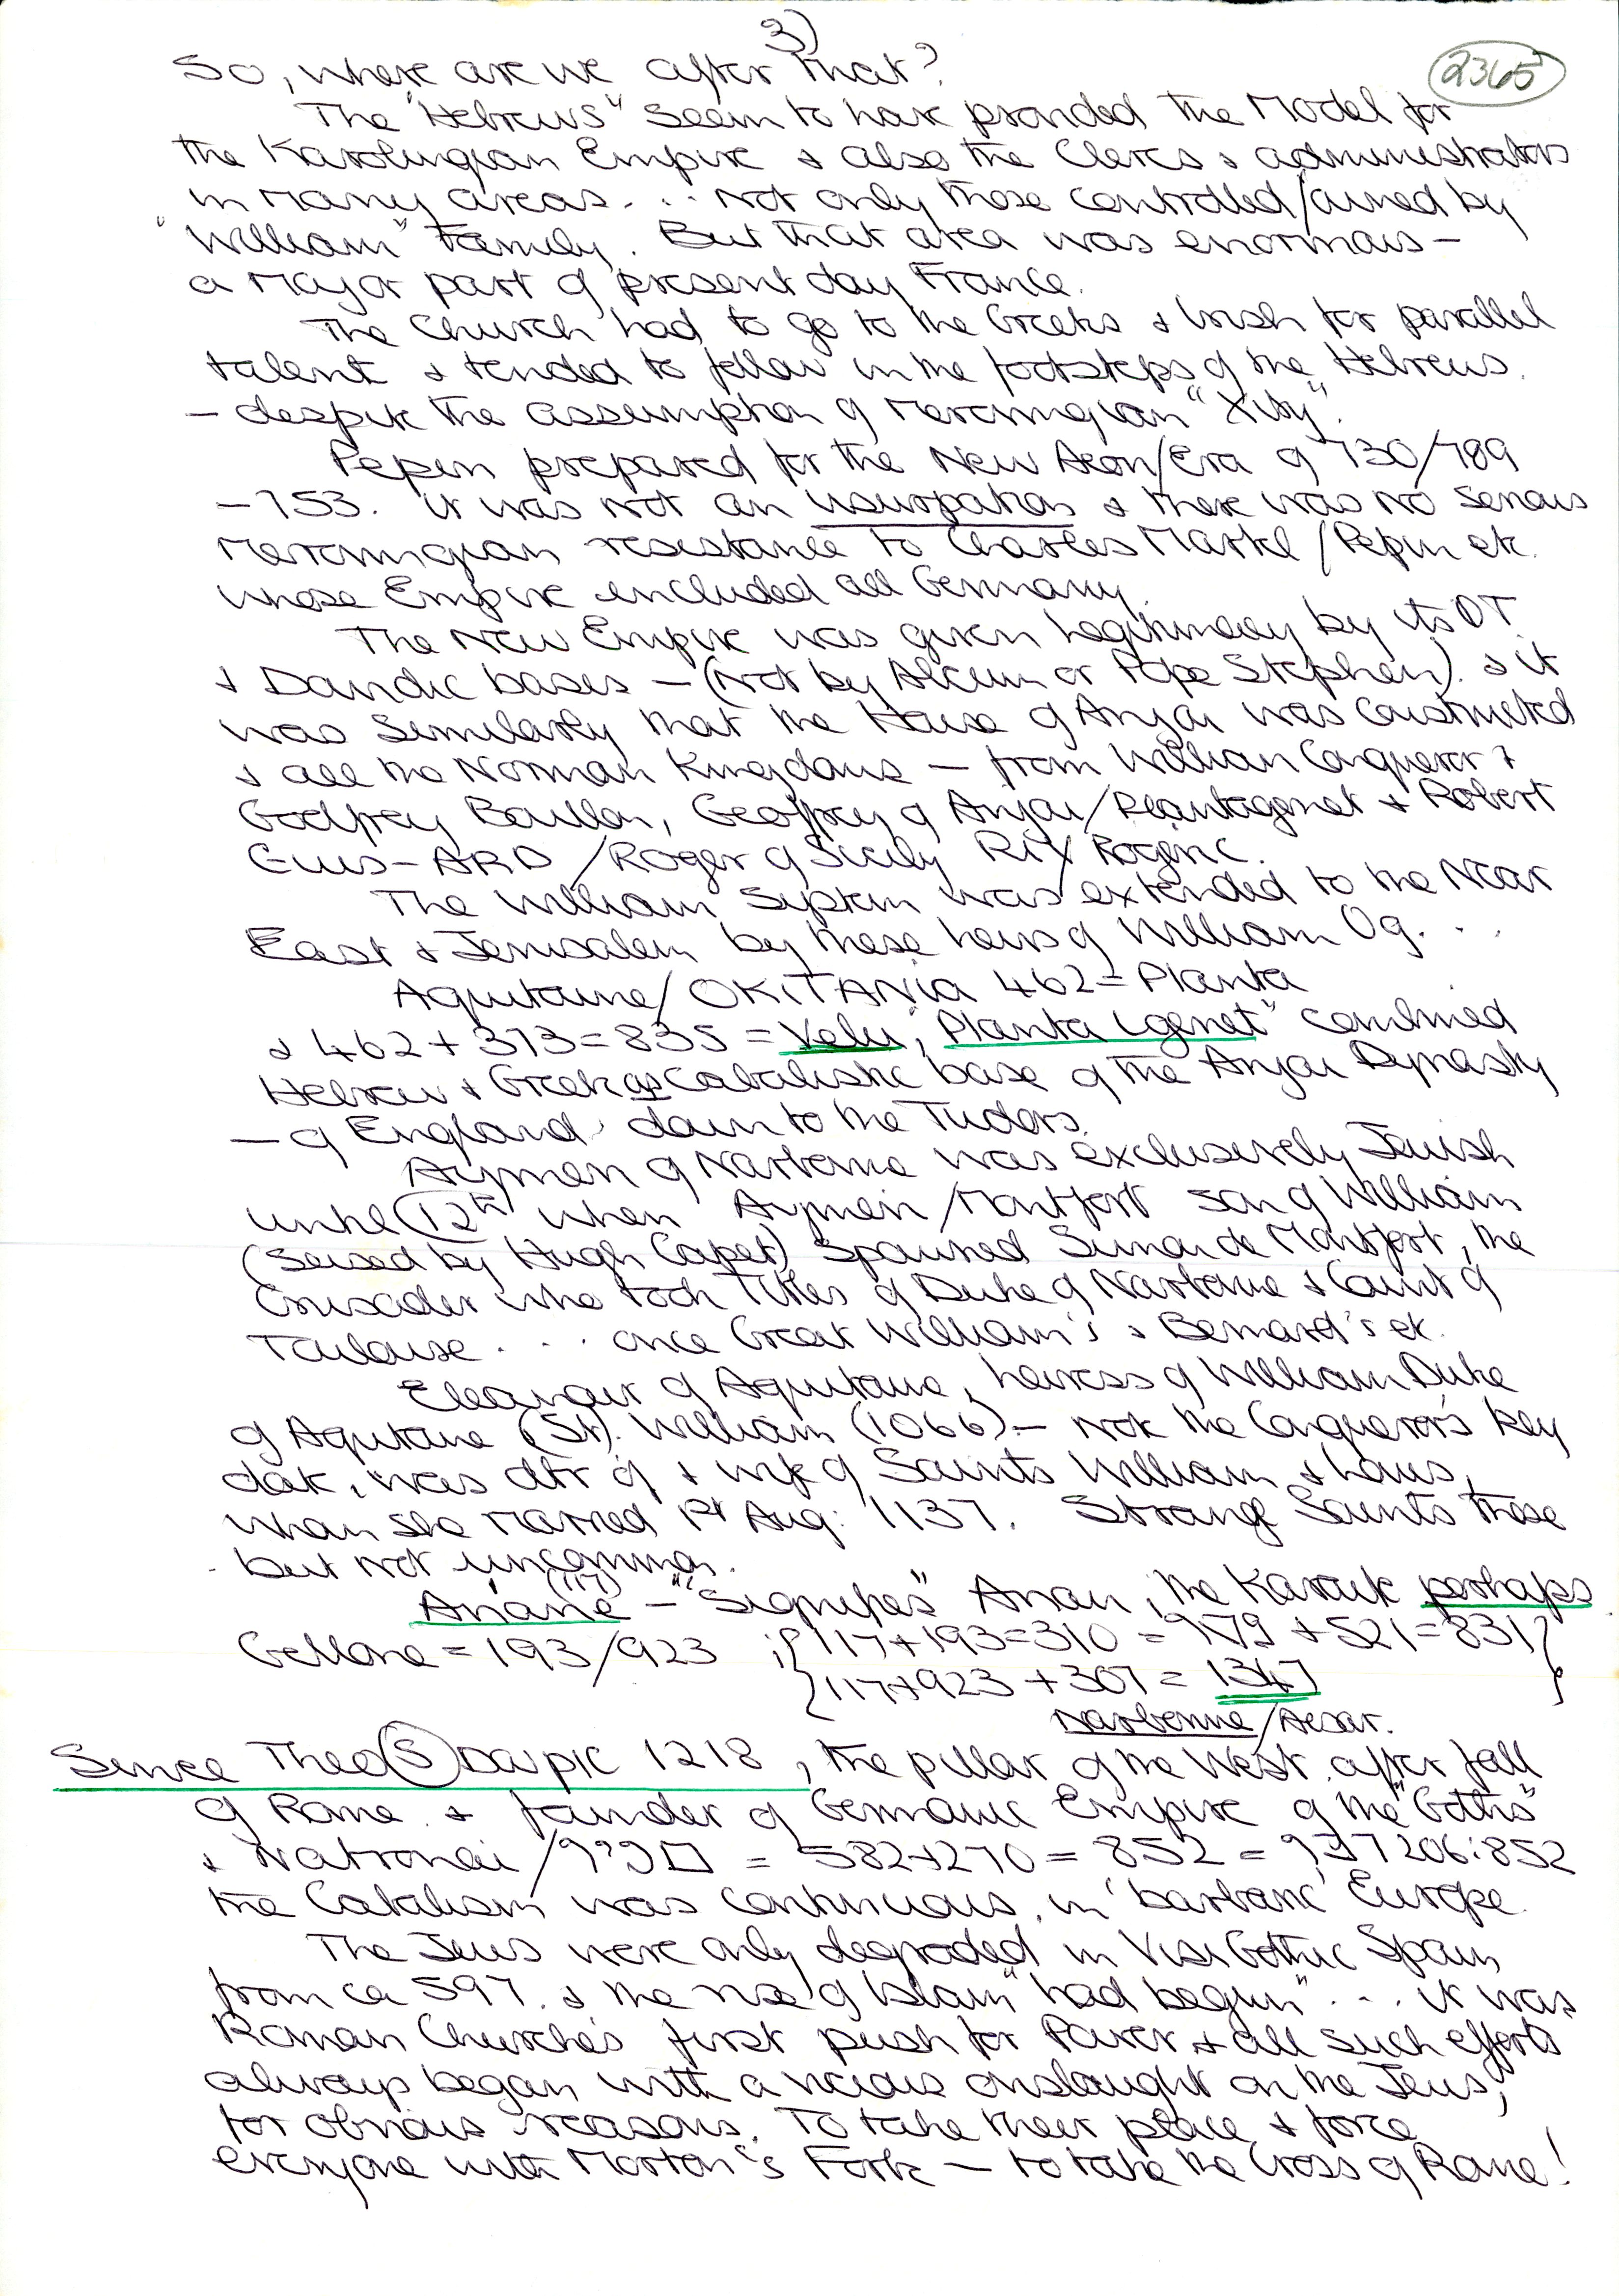 3)
2365
So, where are we after that?
The "Hebrews" seem to have provided the Model for
the Karolingian Empire & also the Clercs & administrators
in Many areas... not only those controlled/owned by
"William" Family. But that area was enormous –
a Major part of present day France.
The Church had to go to the Greeks & Irish for parallel
talent & tended to follow in the footsteps of the Hebrews.
– despite the assumption of Merovingian "Xity".
Pepin prepared for the New Aeon/Era of 730/789
– 753. it was not an usurpation & there was no serious
Merovingian resistance to Charles Martel/Pepin etc.
whose Empire included all Germany.
The New Empire was given legitimacy by its OT
& Davidic bases – (Not by Alcuin or Pope Stephen). & it
was Similarly that the House of Anjou was constructed
& all the Norman Kingdoms – from William Conqueror &
Godfrey Bouillon, Geoffrey of Anjou/Plantagenet & Robert
Guis-ARD/Roger of Sicily Rix Rogeric.
The William System was extended to the Near
East & Jerusalem by these heirs of William Og...
Aquitaine/OKITANIA 462 = Planta
& 462 + 373 = 835 = Velu, Planta (genet" combined
Hebrew & Greek as Cabalistic base of the Anjou Dynasty
– of England down to the Tudors.
Aymeri of Narbonne was exclusively Jewish
until 12th when Aymeri/Montfort son of William
(seised by Hugh Capet) spawned Simon de Montfort, the
Crusader who took Titles of Duke of Narbonne & Count of
Toulouse... once Great William's & Bernard's etc.
Eleanour of Aquitaine, heiress of William Duke
of Aquitaine (St). William (1066) – not the Conqueror's key
date, was dtr of & wife of Saints William & Louis,
whom she Married 1st Aug: 1137. Strange Saints these
but not uncommon.
(117)
Aniane – "Signifies" Anan, the Karaite perhaps
Gellone = 193/923 ; { 117+193=310 = 179 + 521=831 }
{ 117+923+307 = 1347
Narbonne/Aesar.
Since Theo(S) 1218, the pillar of the West after fall
of Rome & founder of Germanic Empire of the "Goths"
& / = 582+270 = 852 = 206:852
the Cabalism was continuous in 'barbaric' Europe.
The Jews were only degraded in Visi Gothic Spain
from ca 597. & the rise of Islam "had begun"... it was
Roman Church's first push for Power & all such efforts
always began with a vicious onslaught on the Jews,
for obvious reasons. To take their place & force
everyone with Morton's Fork – to take the Cross of Rome!